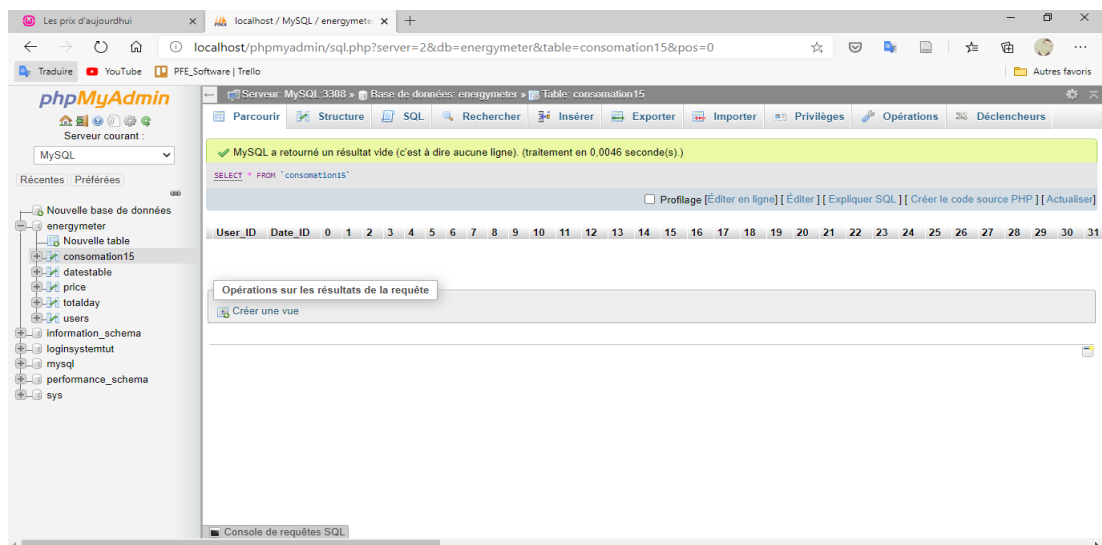 Les prix d'aujourdhui
localhost / MySQL / energymete
localhost/phpmyadmin/sql.php?server=2&db=energymeter&table=consomation15&pos=0
Traduire YouTube PFE_Software | Trello Autres favoris
phpMyAdmin
Serveur courant :
MySQL
Récentes Préférées
Nouvelle base de données
energymeter
Nouvelle table
consomation15
datestable
price
totalday
users
information_schema
loginsystemtut
mysql
performance_schema
sys
Serveur: MySQL:3308 » Base de données: energymeter » Table: consomation15
Parcourir Structure SQL Rechercher Insérer Exporter Importer Privilèges Opérations Déclencheurs
MySQL a retourné un résultat vide (c'est à dire aucune ligne). (traitement en 0,0046 seconde(s).)
SELECT * FROM `consomation15`
Profilage [Éditer en ligne] [ Éditer ] [ Expliquer SQL ] [ Créer le code source PHP ] [ Actualiser]
User_ID Date_ID 0 1 2 3 4 5 6 7 8 9 10 11 12 13 14 15 16 17 18 19 20 21 22 23 24 25 26 27 28 29 30 31
Opérations sur les résultats de la requête
Créer une vue
Console de requêtes SQL